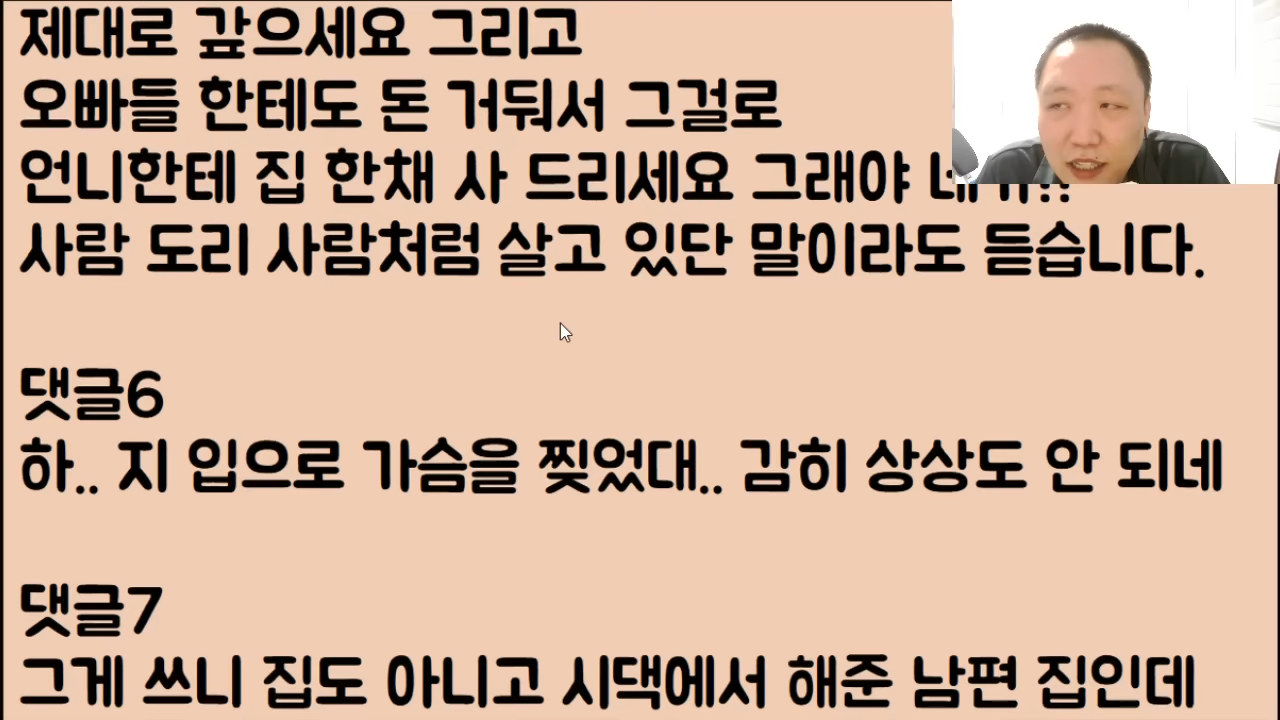 제대로 갚으세요 그리고
오빠들 한테도 돈 거둬서 그걸로
언니한테 집 한채 사 드리세요 그래야
사람 도리 사람처럼 살고 있단 말이라도 듣습니다.
댓글6
하.. 지 입으로 가슴을 찢었대.. 감히 상상도 안 되네
댓글7
그게 쓰니 집도 아니고 시댁에서 해준 남편 집인데